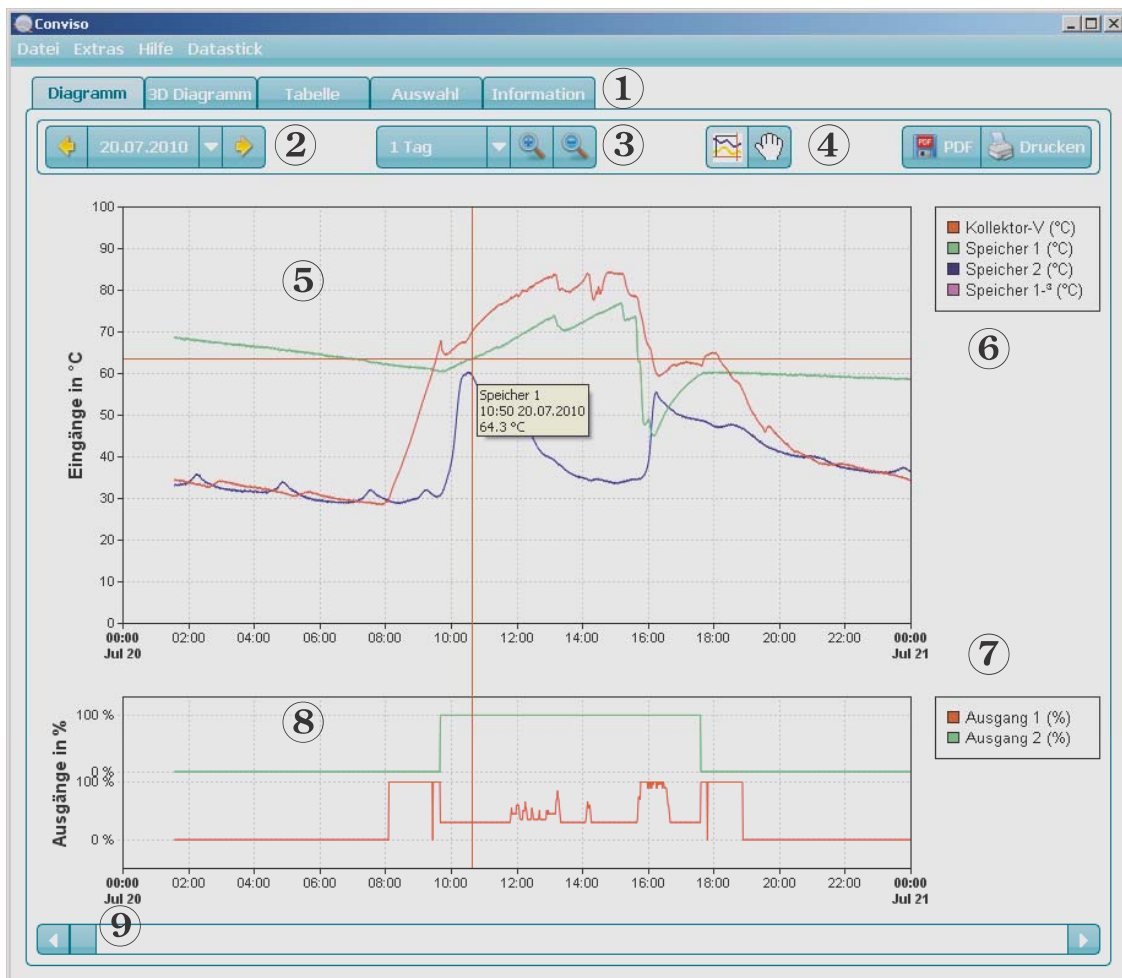 Conviso
Datei Extras Hilfe Datastick
Diagramm 3D Diagramm Tabelle Auswahl Information ①
20.07.2010 ② 1 Tag ③ ④ PDF Drucken
Eingänge in °C
100
90
80
70
60
50
40
30
20
10
0
⑤
Speicher 1
10:50 20.07.2010
64.3 °C
00:00 02:00 04:00 06:00 08:00 10:00 12:00 14:00 16:00 18:00 20:00 22:00 00:00
Jul 20 Jul 21
Kollektor-V (°C)
Speicher 1 (°C)
Speicher 2 (°C)
Speicher 1-³ (°C)
⑥
⑦
Ausgänge in %
100 %
0 %
100 %
0 %
⑧
Ausgang 1 (%)
Ausgang 2 (%)
00:00 02:00 04:00 06:00 08:00 10:00 12:00 14:00 16:00 18:00 20:00 22:00 00:00
Jul 20 Jul 21
⑨